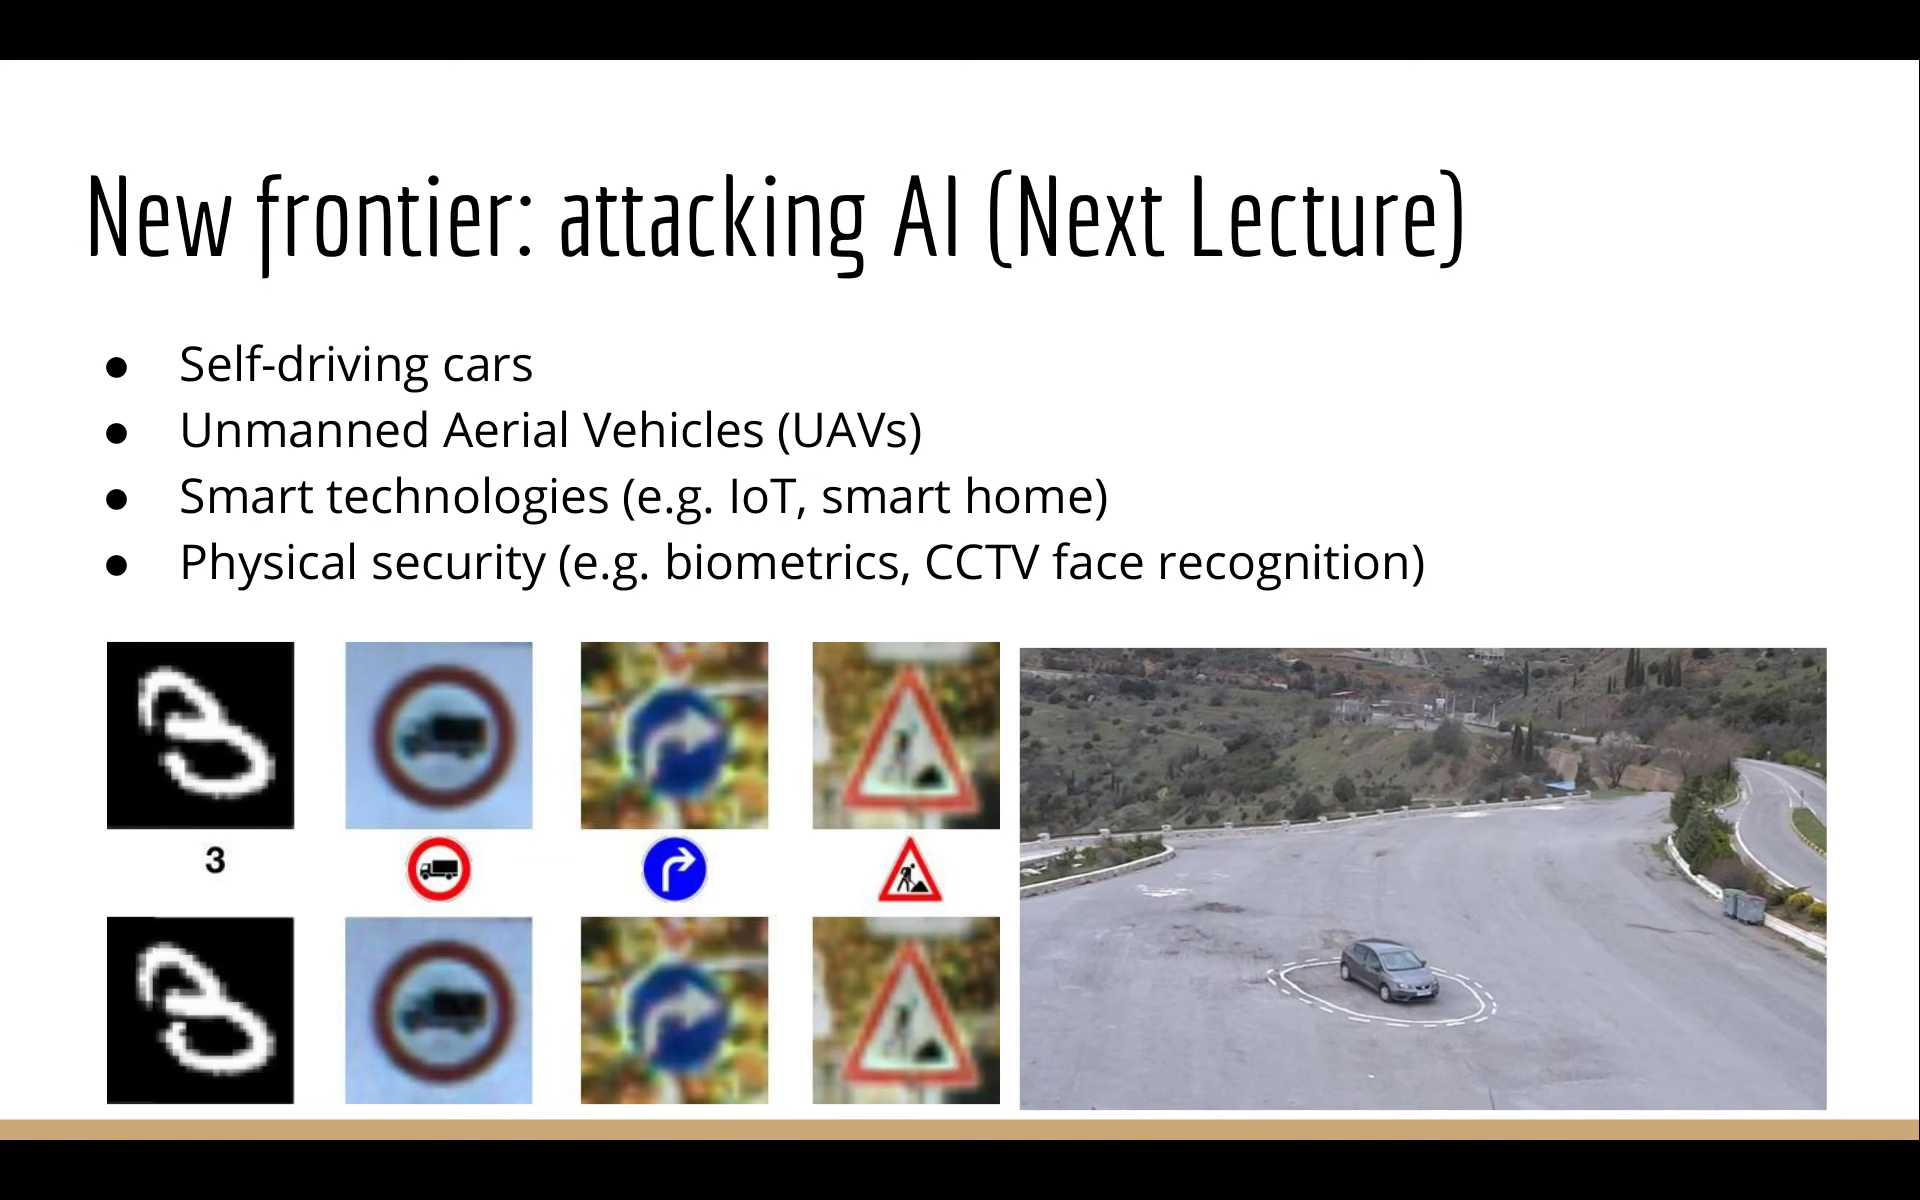 New frontier: attacking AI (Next Lecture)
● Self-driving cars
● Unmanned Aerial Vehicles (UAVs)
● Smart technologies (e.g. IoT, smart home)
● Physical security (e.g. biometrics, CCTV face recognition)
3